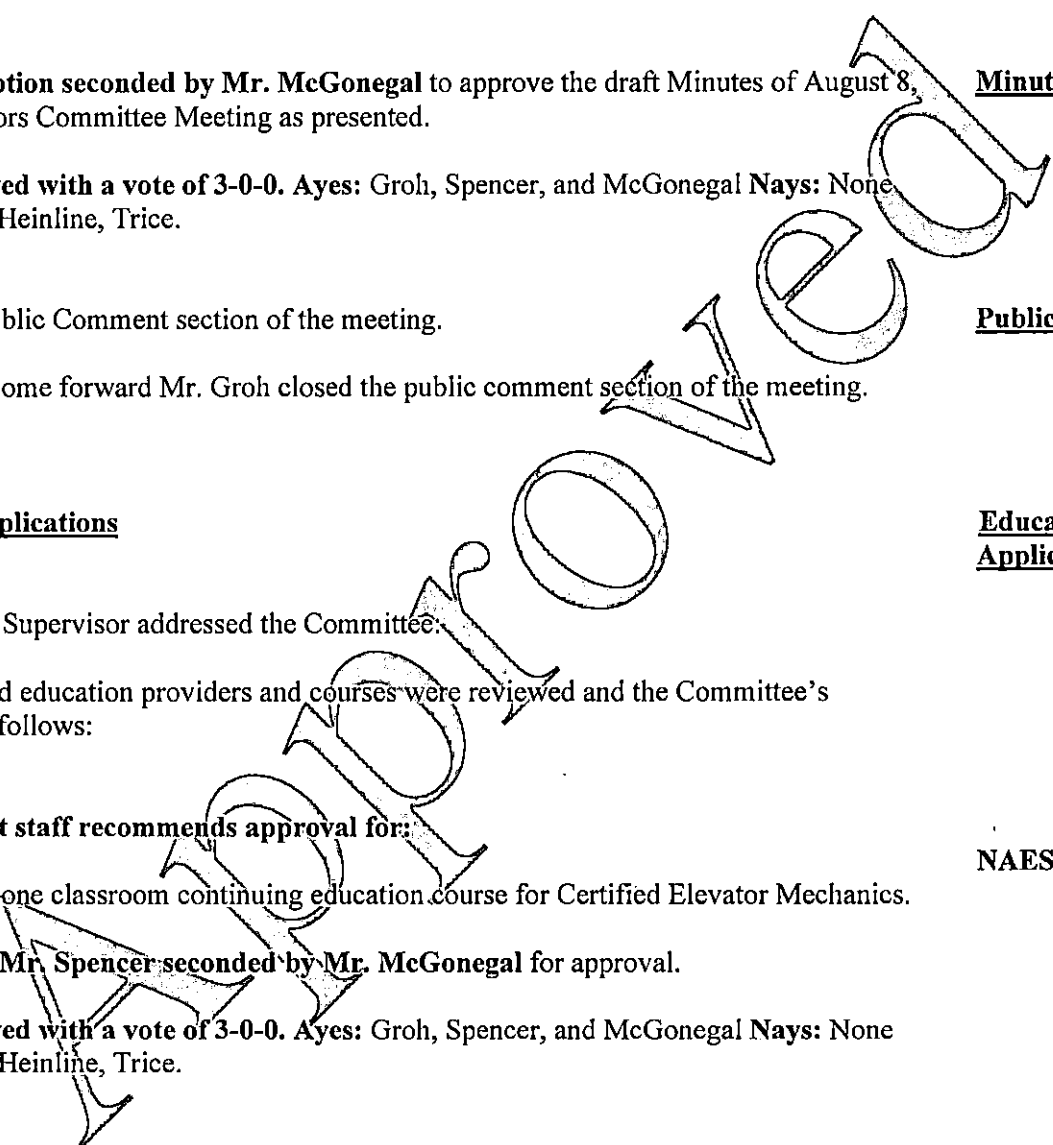 otion seconded by Mr. McGonegal to approve the draft Minutes of August 8,
Minut
ors Committee Meeting as presented.
ved with a vote of 3-0-0. Ayes: Groh, Spencer, and McGonegal Nays: None
Heinline, Trice.
blic Comment section of the meeting.
Public
ome forward Mr. Groh closed the public comment section of the meeting.
plications
Educa
Applic
Supervisor addressed the Committee:
d education providers and courses were reviewed and the Committee's
follows:
t staff recommends approval for:
NAES
one classroom continuing education course for Certified Elevator Mechanics.
Mr. Spencer seconded by Mr. McGonegal for approval.
ved with a vote of 3-0-0. Ayes: Groh, Spencer, and McGonegal Nays: None
Heinline, Trice.
Approved